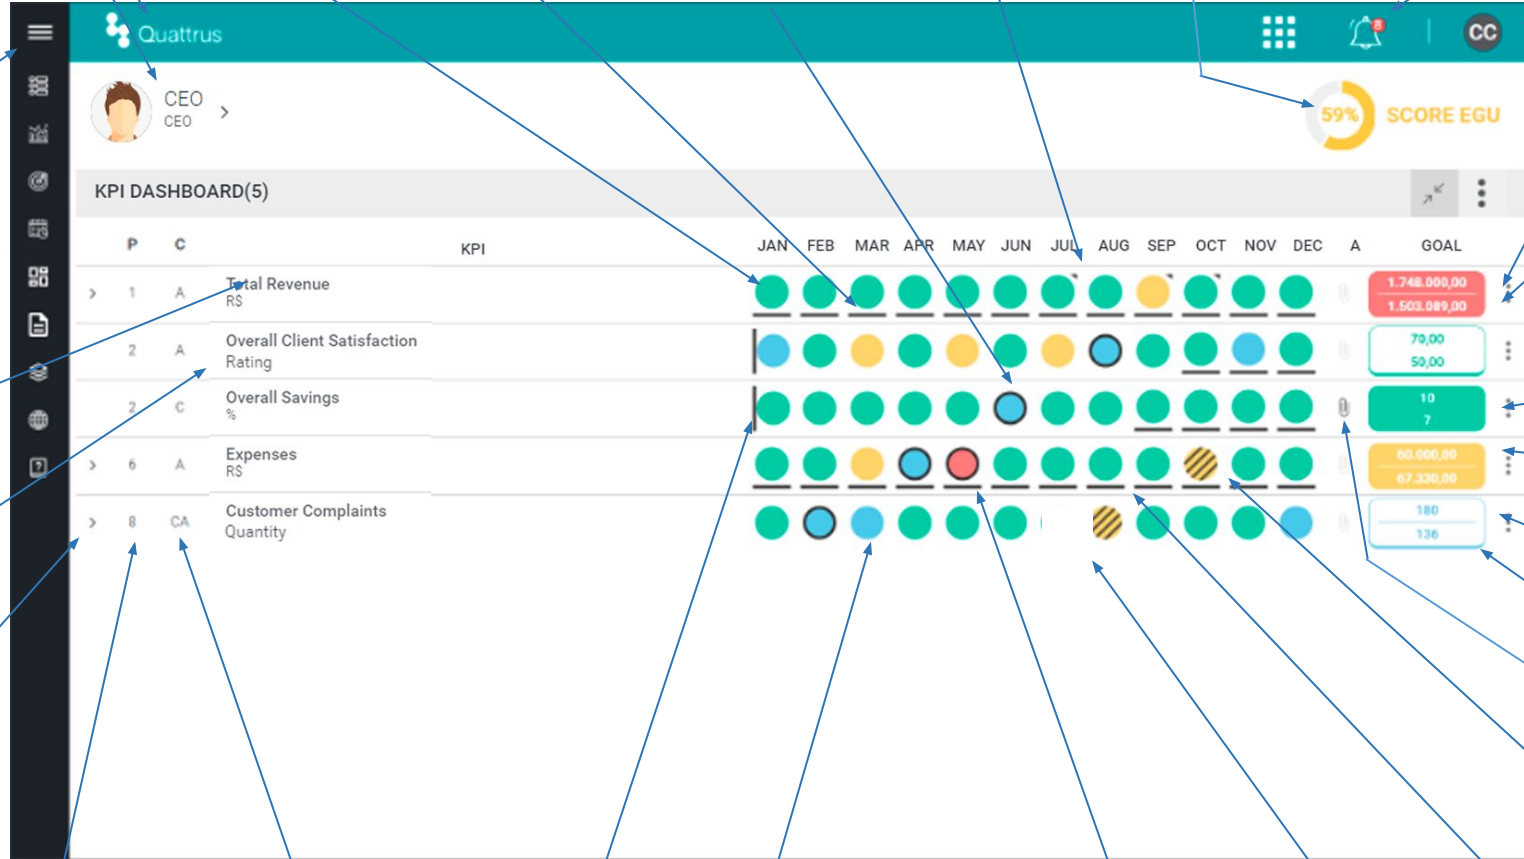 Quattrus
8
CC
CEO
CEO
59%
SCORE EGU
KPI DASHBOARD(5)
P C KPI JAN FEB MAR APR MAY JUN JUL AUG SEP OCT NOV DEC A GOAL
1 A Total Revenue 1.748.000,00
R$ 1.503.089,00
2 A Overall Client Satisfaction 70,00
Rating 50,00
2 C Overall Savings 10
% 7
6 A Expenses 60.000,00
R$ 67.330,00
8 CA Customer Complaints 180
Quantity 136